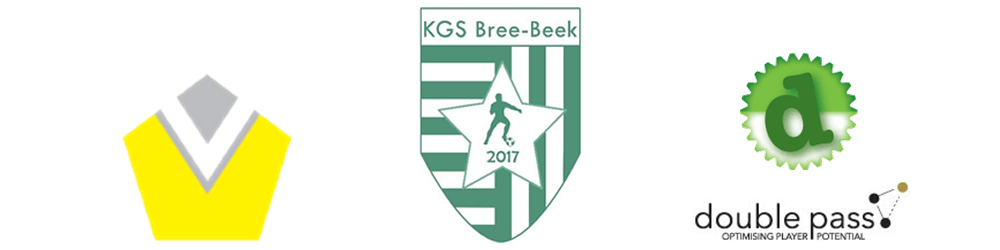 KGS Bree-Beek
2017
d
double pass
OPTIMISING PLAYER POTENTIAL